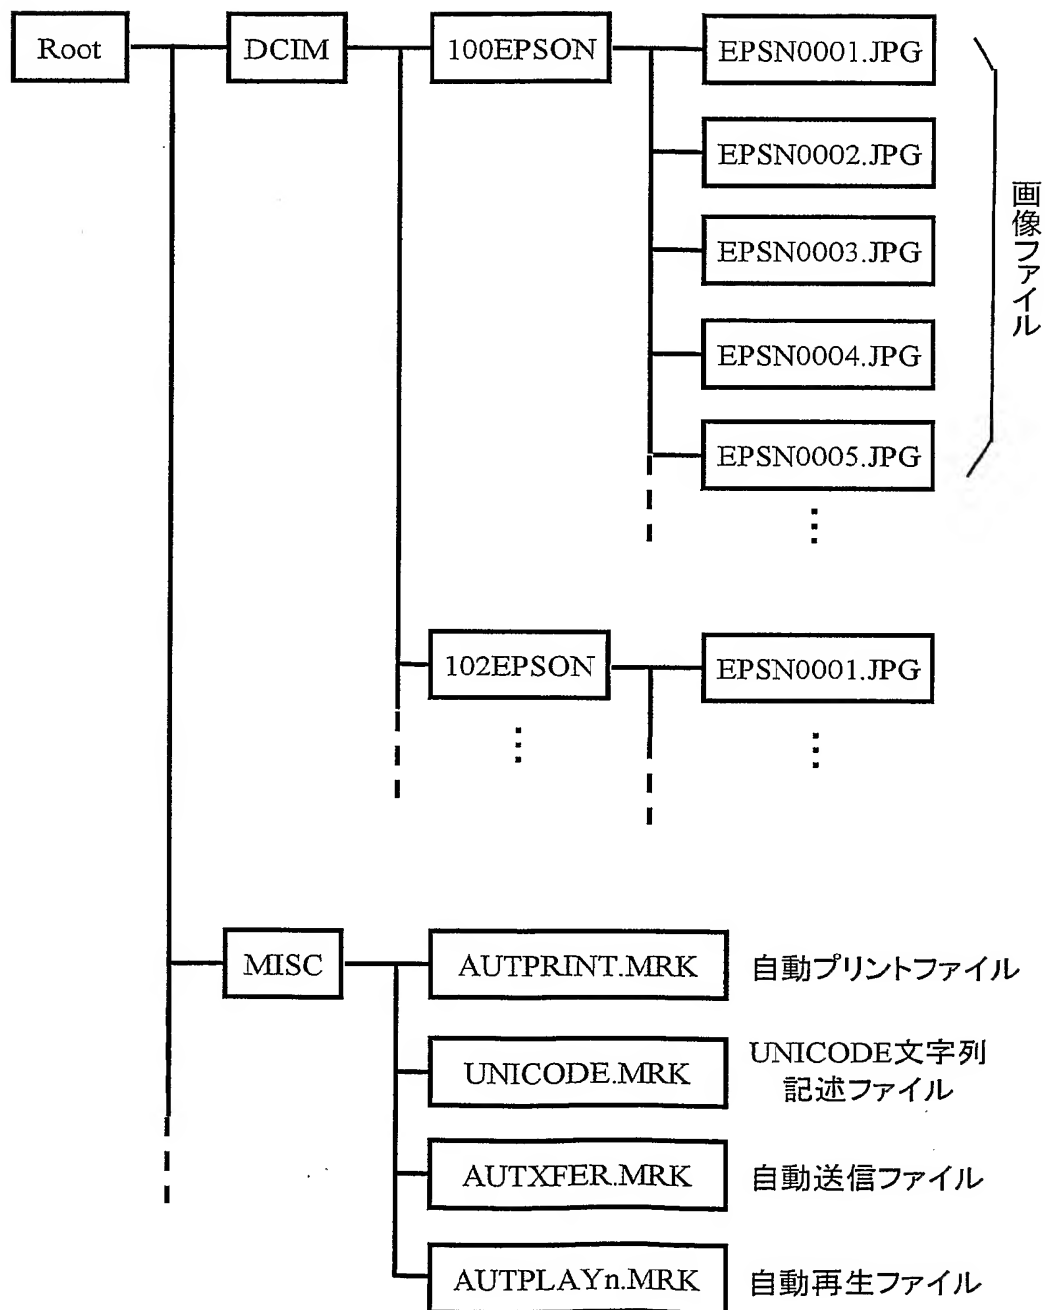 Root
DCIM
100EPSON
EPSN0001.JPG
EPSN0002.JPG
EPSN0003.JPG
EPSN0004.JPG
EPSN0005.JPG
画像ファイル
102EPSON
EPSN0001.JPG
MISC
AUTPRINT.MRK
自動プリントファイル
UNICODE.MRK
UNICODE文字列
記述ファイル
AUTXFER.MRK
自動送信ファイル
AUTPLAYn.MRK
自動再生ファイル